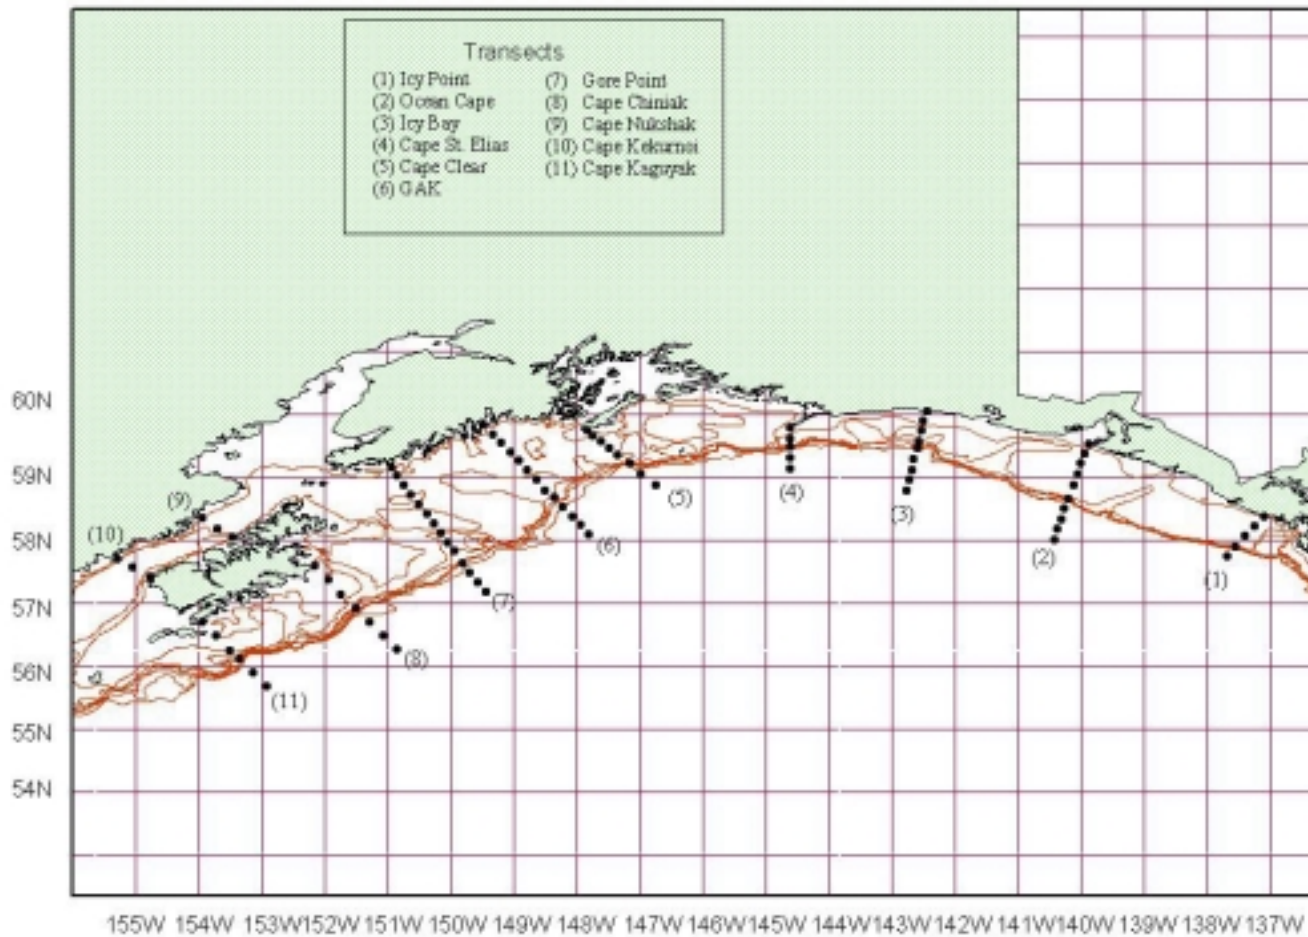 Transects
(1) Icy Point
(2) Ocean Cape
(3) Icy Bay
(4) Cape St. Elias
(5) Cape Clear
(6) GAK
(7) Gore Point
(8) Cape Chiniak
(9) Cape Nukshak
(10) Cape Kekurnoi
(11) Cape Kaguyak
60N
59N
58N
57N
56N
55N
54N
(9)
(10)
(11)
(8)
(7)
(6)
(5)
(4)
(3)
(2)
(1)
155W 154W 153W 152W 151W 150W 149W 148W 147W 146W 145W 144W 143W 142W 141W 140W 139W 138W 137W